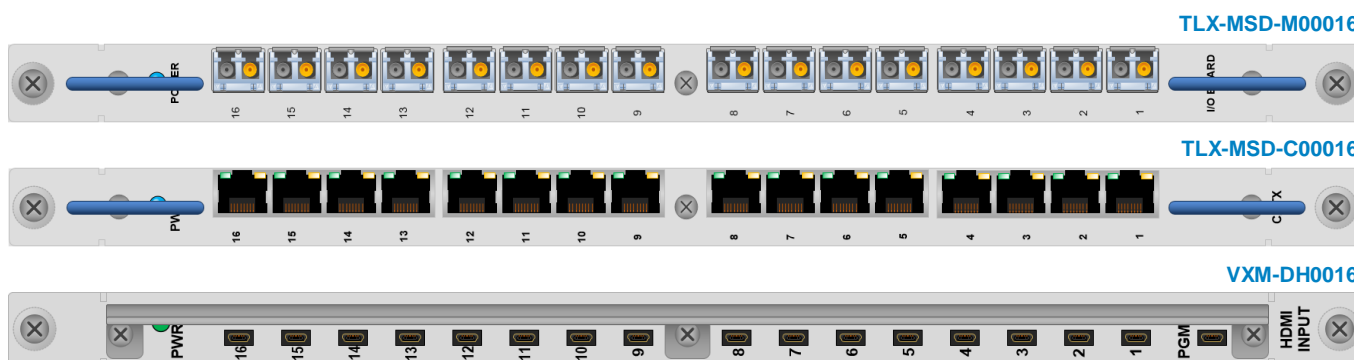 TLX-MSD-M00016
16 15 14 13 12 11 10 9 8 7 6 5 4 3 2 1
TLX-MSD-C00016
16 15 14 13 12 11 10 9 8 7 6 5 4 3 2 1
VXM-DH0016
PWR 16 15 14 13 12 11 10 9 8 7 6 5 4 3 2 1 PGM HDMI
INPUT